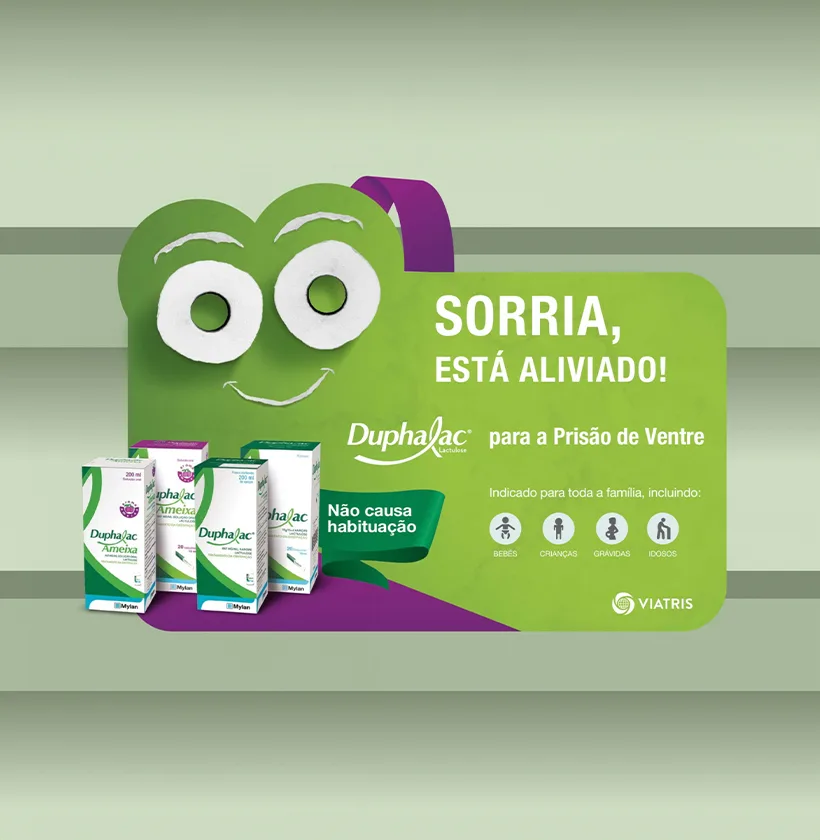 SORRIA,
ESTÁ ALIVIADO!
Duphalac®
Lactulose
para a Prisão de Ventre
Não causa
habituação
Indicado para toda a família, incluindo:
BEBÉS
CRIANÇAS
GRÁVIDAS
IDOSOS
VIATRIS
200 ml
Duphalac
Ameixa
Mylan
Duphalac
Ameixa
200 ml
Duphalac®
Mylan
Mylan